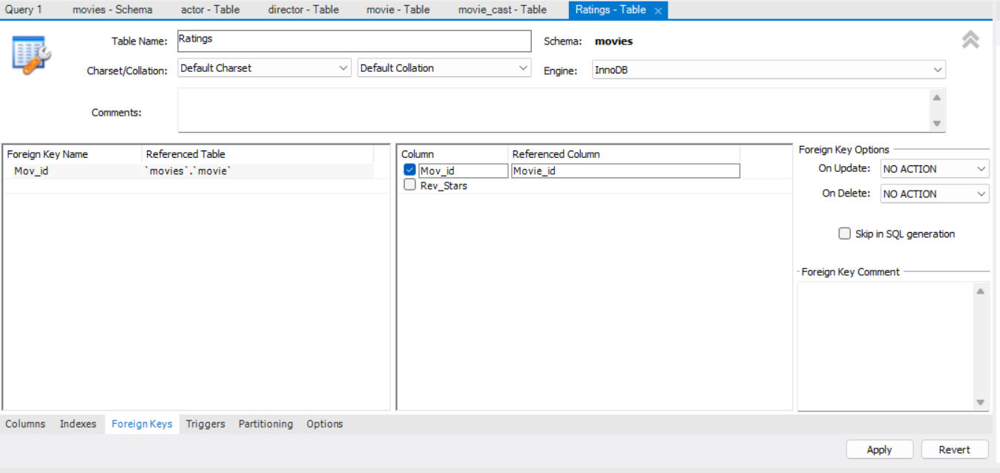 Query 1 movies - Schema actor - Table director - Table movie - Table movie_cast - Table Ratings - Table
Table Name: Ratings Schema: movies
Charset/Collation: Default Charset Default Collation Engine: InnoDB
Comments:
Foreign Key Name Referenced Table
Mov_id `movies`.`movie`
Column Referenced Column
Mov_id Movie_id
Rev_Stars
Foreign Key Options
On Update: NO ACTION
On Delete: NO ACTION
Skip in SQL generation
Foreign Key Comment
Columns Indexes Foreign Keys Triggers Partitioning Options
Apply Revert